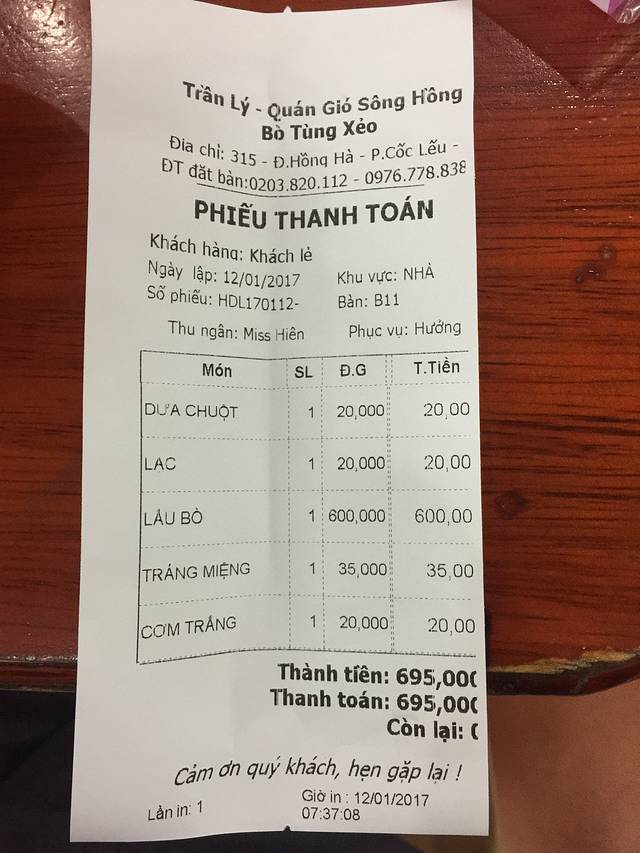 Trần Lý - Quán Gió Sông Hồng
Bò Tùng Xẻo
Địa chỉ: 315 - Đ.Hồng Hà - P.Cốc Lếu -
ĐT đặt bàn:0203.820.112 - 0976.778.838
PHIẾU THANH TOÁN
Khách hàng: Khách lẻ
Ngày lập: 12/01/2017 Khu vực: NHÀ
Số phiếu: HDL170112- Bàn: B11
Thu ngân: Miss Hiên Phục vụ: Hưởng
Món SL Đ.G T.Tiền
DƯA CHUỘT 1 20,000 20,00
LẠC 1 20,000 20,00
LẨU BÒ 1 600,000 600,00
TRÁNG MIỆNG 1 35,000 35,00
CƠM TRẮNG 1 20,000 20,00
Thành tiền: 695,000
Thanh toán: 695,000
Còn lại: 0
Cảm ơn quý khách, hẹn gặp lại !
Lần in: 1 Giờ in : 12/01/2017
07:37:08